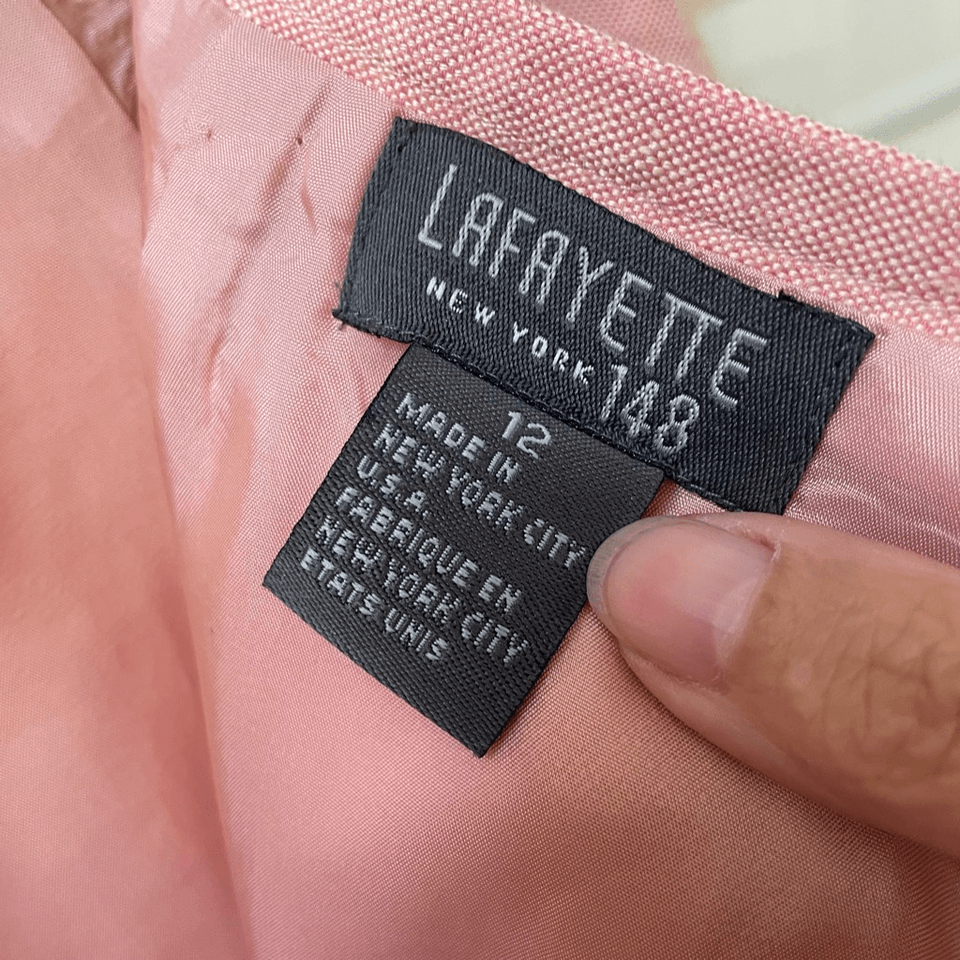 LAFAYETTE
NEW YORK 148
12
MADE IN
NEW YORK CITY
U.S.A.
FABRIQUE EN
NEW YORK CITY
ETATS UNIS